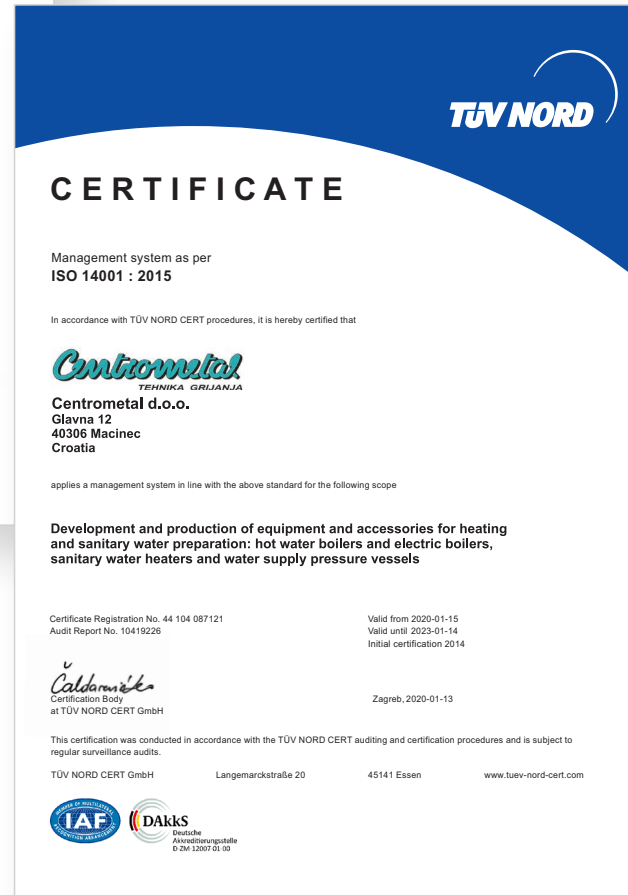 TÜV NORD
CERTIFICATE
Management system as per
ISO 14001 : 2015
In accordance with TÜV NORD CERT procedures, it is hereby certified that
Centrometal
TEHNIKA GRIJANJA
Centrometal d.o.o.
Glavna 12
40306 Macinec
Croatia
applies a management system in line with the above standard for the following scope
Development and production of equipment and accessories for heating
and sanitary water preparation: hot water boilers and electric boilers,
sanitary water heaters and water supply pressure vessels
Certificate Registration No. 44 104 087121
Audit Report No. 10419226
Valid from 2020-01-15
Valid until 2023-01-14
Initial certification 2014
Certification Body
at TÜV NORD CERT GmbH
Zagreb, 2020-01-13
This certification was conducted in accordance with the TÜV NORD CERT auditing and certification procedures and is subject to
regular surveillance audits.
TÜV NORD CERT GmbH Langemarckstraße 20 45141 Essen www.tuev-nord-cert.com
MEMBER OF MULTILATERAL
IAF
RECOGNITION ARRANGEMENT
DAkkS
Deutsche
Akkreditierungsstelle
D-ZM-12007-01-00